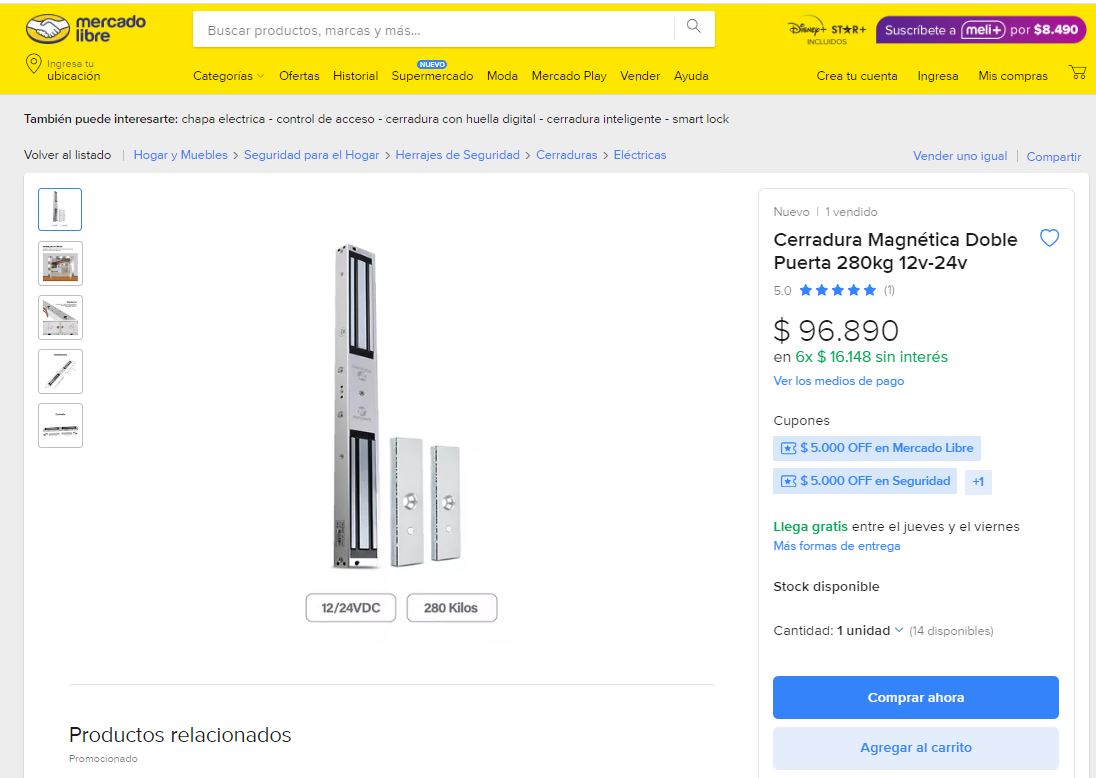 mercado
libre
Buscar productos, marcas y más...
Disney+ STAR+
INCLUIDOS
Suscríbete a meli+ por $8.490
Ingresa tu
ubicación
Categorías
Ofertas
Historial
NUEVO
Supermercado
Moda
Mercado Play
Vender
Ayuda
Crea tu cuenta
Ingresa
Mis compras
También puede interesarte: chapa electrica - control de acceso - cerradura con huella digital - cerradura inteligente - smart lock
Volver al listado | Hogar y Muebles > Seguridad para el Hogar > Herrajes de Seguridad > Cerraduras > Eléctricas
Vender uno igual | Compartir
12/24VDC
280 Kilos
Productos relacionados
Promocionado
Nuevo | 1 vendido
Cerradura Magnética Doble
Puerta 280kg 12v-24v
5.0 (1)
$ 96.890
en 6x $ 16.148 sin interés
Ver los medios de pago
Cupones
$ 5.000 OFF en Mercado Libre
$ 5.000 OFF en Seguridad
+1
Llega gratis entre el jueves y el viernes
Más formas de entrega
Stock disponible
Cantidad: 1 unidad (14 disponibles)
Comprar ahora
Agregar al carrito